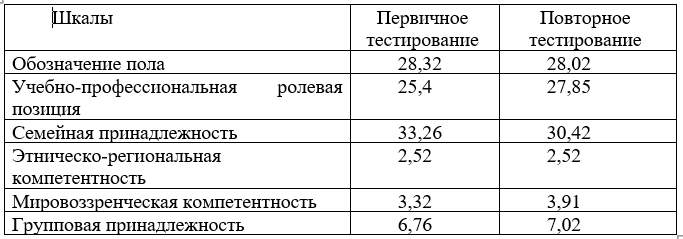 Шкалы Первичное Повторное
тестирование тестирование
Обозначение пола 28,32 28,02
Учебно-профессиональная ролевая 25,4 27,85
позиция
Семейная принадлежность 33,26 30,42
Этническо-региональная 2,52 2,52
компетентность
Мировоззренческая компетентность 3,32 3,91
Групповая принадлежность 6,76 7,02